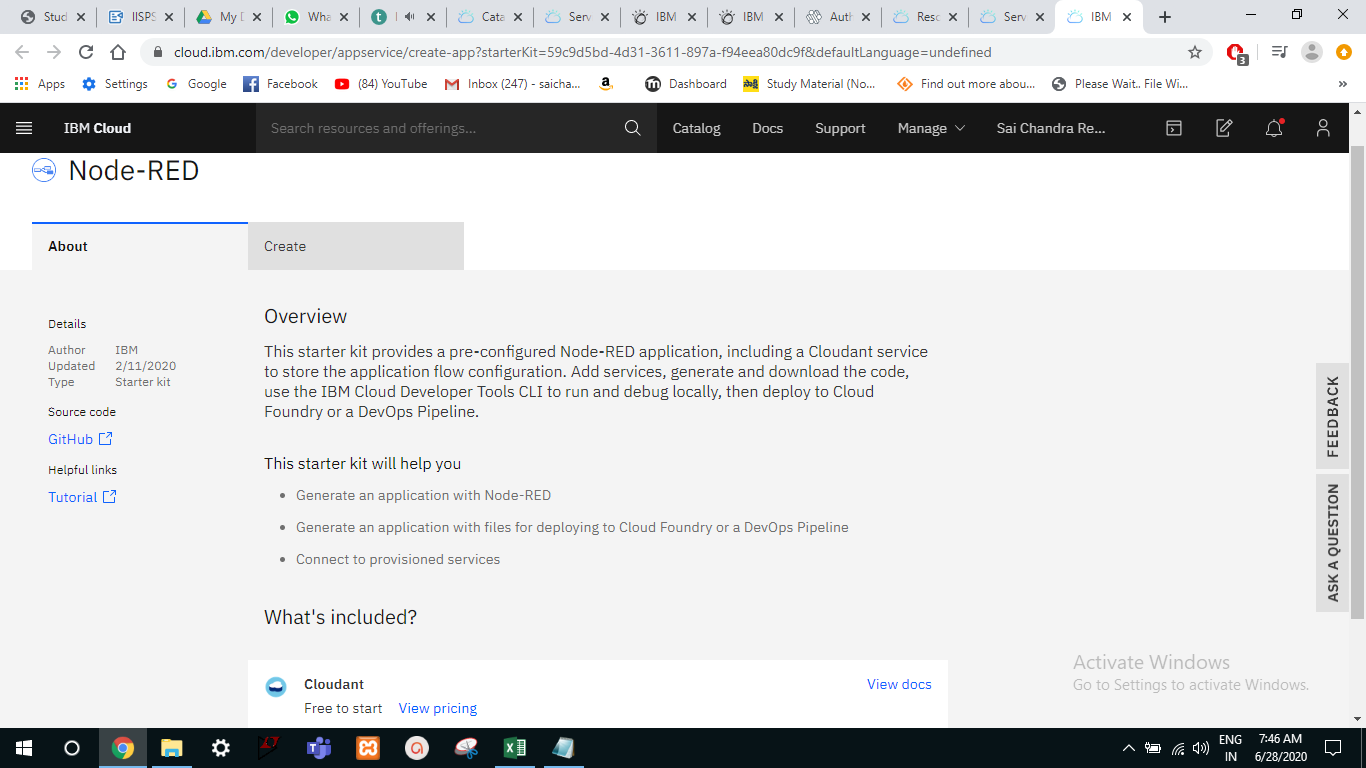 Stud
IISPS
My D
Wha
Cata
Serv
IBM
IBM
Auth
Reso
Serv
IBM
cloud.ibm.com/developer/appservice/create-app?starterKit=59c9d5bd-4d31-3611-897a-f94eea80dc9f&defaultLanguage=undefined
3
Apps
Settings
Google
Facebook
(84) YouTube
Inbox (247) - saicha...
Dashboard
Study Material (No...
Find out more abou...
Please Wait.. File Wi...
»
IBM Cloud
Search resources and offerings...
Catalog
Docs
Support
Manage
Sai Chandra Re...
Node-RED
About
Create
Details
Author IBM
Updated 2/11/2020
Type Starter kit
Source code
GitHub
Helpful links
Tutorial
Overview
This starter kit provides a pre-configured Node-RED application, including a Cloudant service
to store the application flow configuration. Add services, generate and download the code,
use the IBM Cloud Developer Tools CLI to run and debug locally, then deploy to Cloud
Foundry or a DevOps Pipeline.
This starter kit will help you
• Generate an application with Node-RED
• Generate an application with files for deploying to Cloud Foundry or a DevOps Pipeline
• Connect to provisioned services
What's included?
Cloudant
View docs
Free to start View pricing
FEEDBACK
ASK A QUESTION
Activate Windows
Go to Settings to activate Windows.
ENG
IN
7:46 AM
6/28/2020